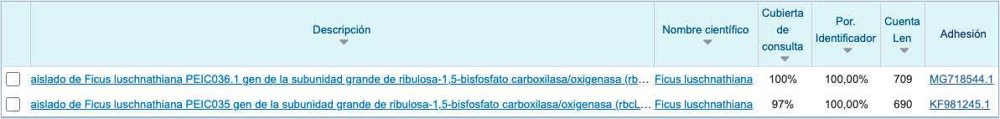 Descripción Nombre científico Cubierta de consulta Por. Identificador Cuenta Len Adhesión
aislado de Ficus luschnathiana PEIC036.1 gen de la subunidad grande de ribulosa-1,5-bisfosfato carboxilasa/oxigenasa (rb... Ficus luschnathiana 100% 100,00% 709 MG718544.1
aislado de Ficus luschnathiana PEIC035 gen de la subunidad grande de ribulosa-1,5-bisfosfato carboxilasa/oxigenasa (rbcL... Ficus luschnathiana 97% 100,00% 690 KF981245.1